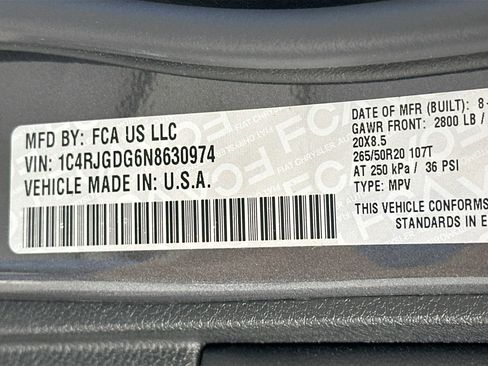 MFD BY: FCA US LLC
VIN: 1C4RJGDG6N8630974
VEHICLE MADE IN: U.S.A.
DATE OF MFR (BUILT): 8-
GAWR FRONT: 2800 LB /
20X8.5
265/50R20 107T
AT 250 kPa / 36 PSI
TYPE: MPV
THIS VEHICLE CONFORMS
STANDARDS IN E